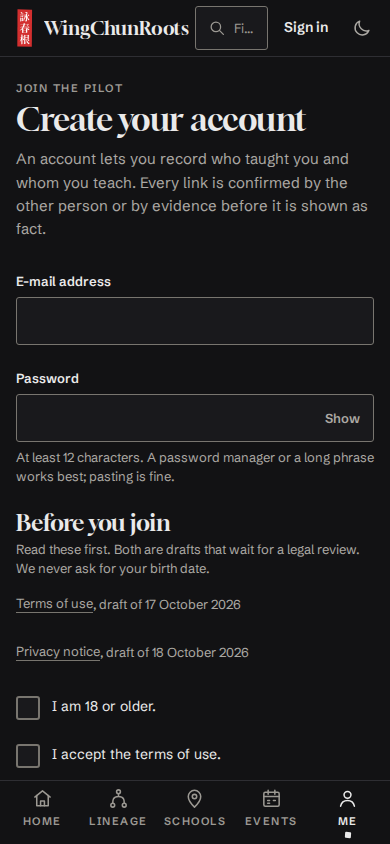 詠春根
WingChunRoots
Fi...
Sign in
JOIN THE PILOT
Create your account
An account lets you record who taught you and
whom you teach. Every link is confirmed by the
other person or by evidence before it is shown as
fact.
E-mail address
Password
Show
At least 12 characters. A password manager or a long phrase
works best; pasting is fine.
Before you join
Read these first. Both are drafts that wait for a legal review.
We never ask for your birth date.
Terms of use, draft of 17 October 2026
Privacy notice, draft of 18 October 2026
I am 18 or older.
I accept the terms of use.
HOME
LINEAGE
SCHOOLS
EVENTS
ME